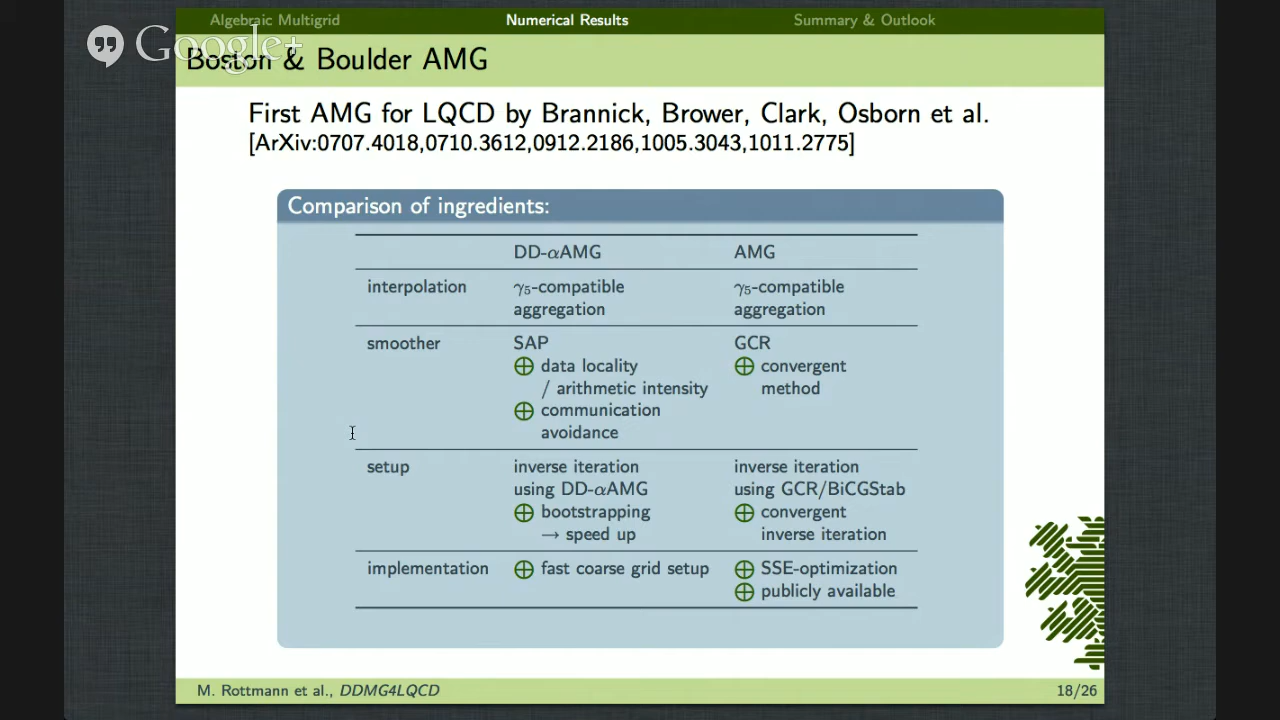 Algebraic Multigrid Numerical Results Summary & Outlook
Google+
Boston & Boulder AMG
First AMG for LQCD by Brannick, Brower, Clark, Osborn et al.
[ArXiv:0707.4018,0710.3612,0912.2186,1005.3043,1011.2775]
Comparison of ingredients:
DD-αAMG AMG
interpolation γ5-compatible γ5-compatible
aggregation aggregation
smoother SAP GCR
⊕ data locality ⊕ convergent
/ arithmetic intensity method
⊕ communication
avoidance
setup inverse iteration inverse iteration
using DD-αAMG using GCR/BiCGStab
⊕ bootstrapping ⊕ convergent
→ speed up inverse iteration
implementation ⊕ fast coarse grid setup ⊕ SSE-optimization
⊕ publicly available
M. Rottmann et al., DDMG4LQCD 18/26